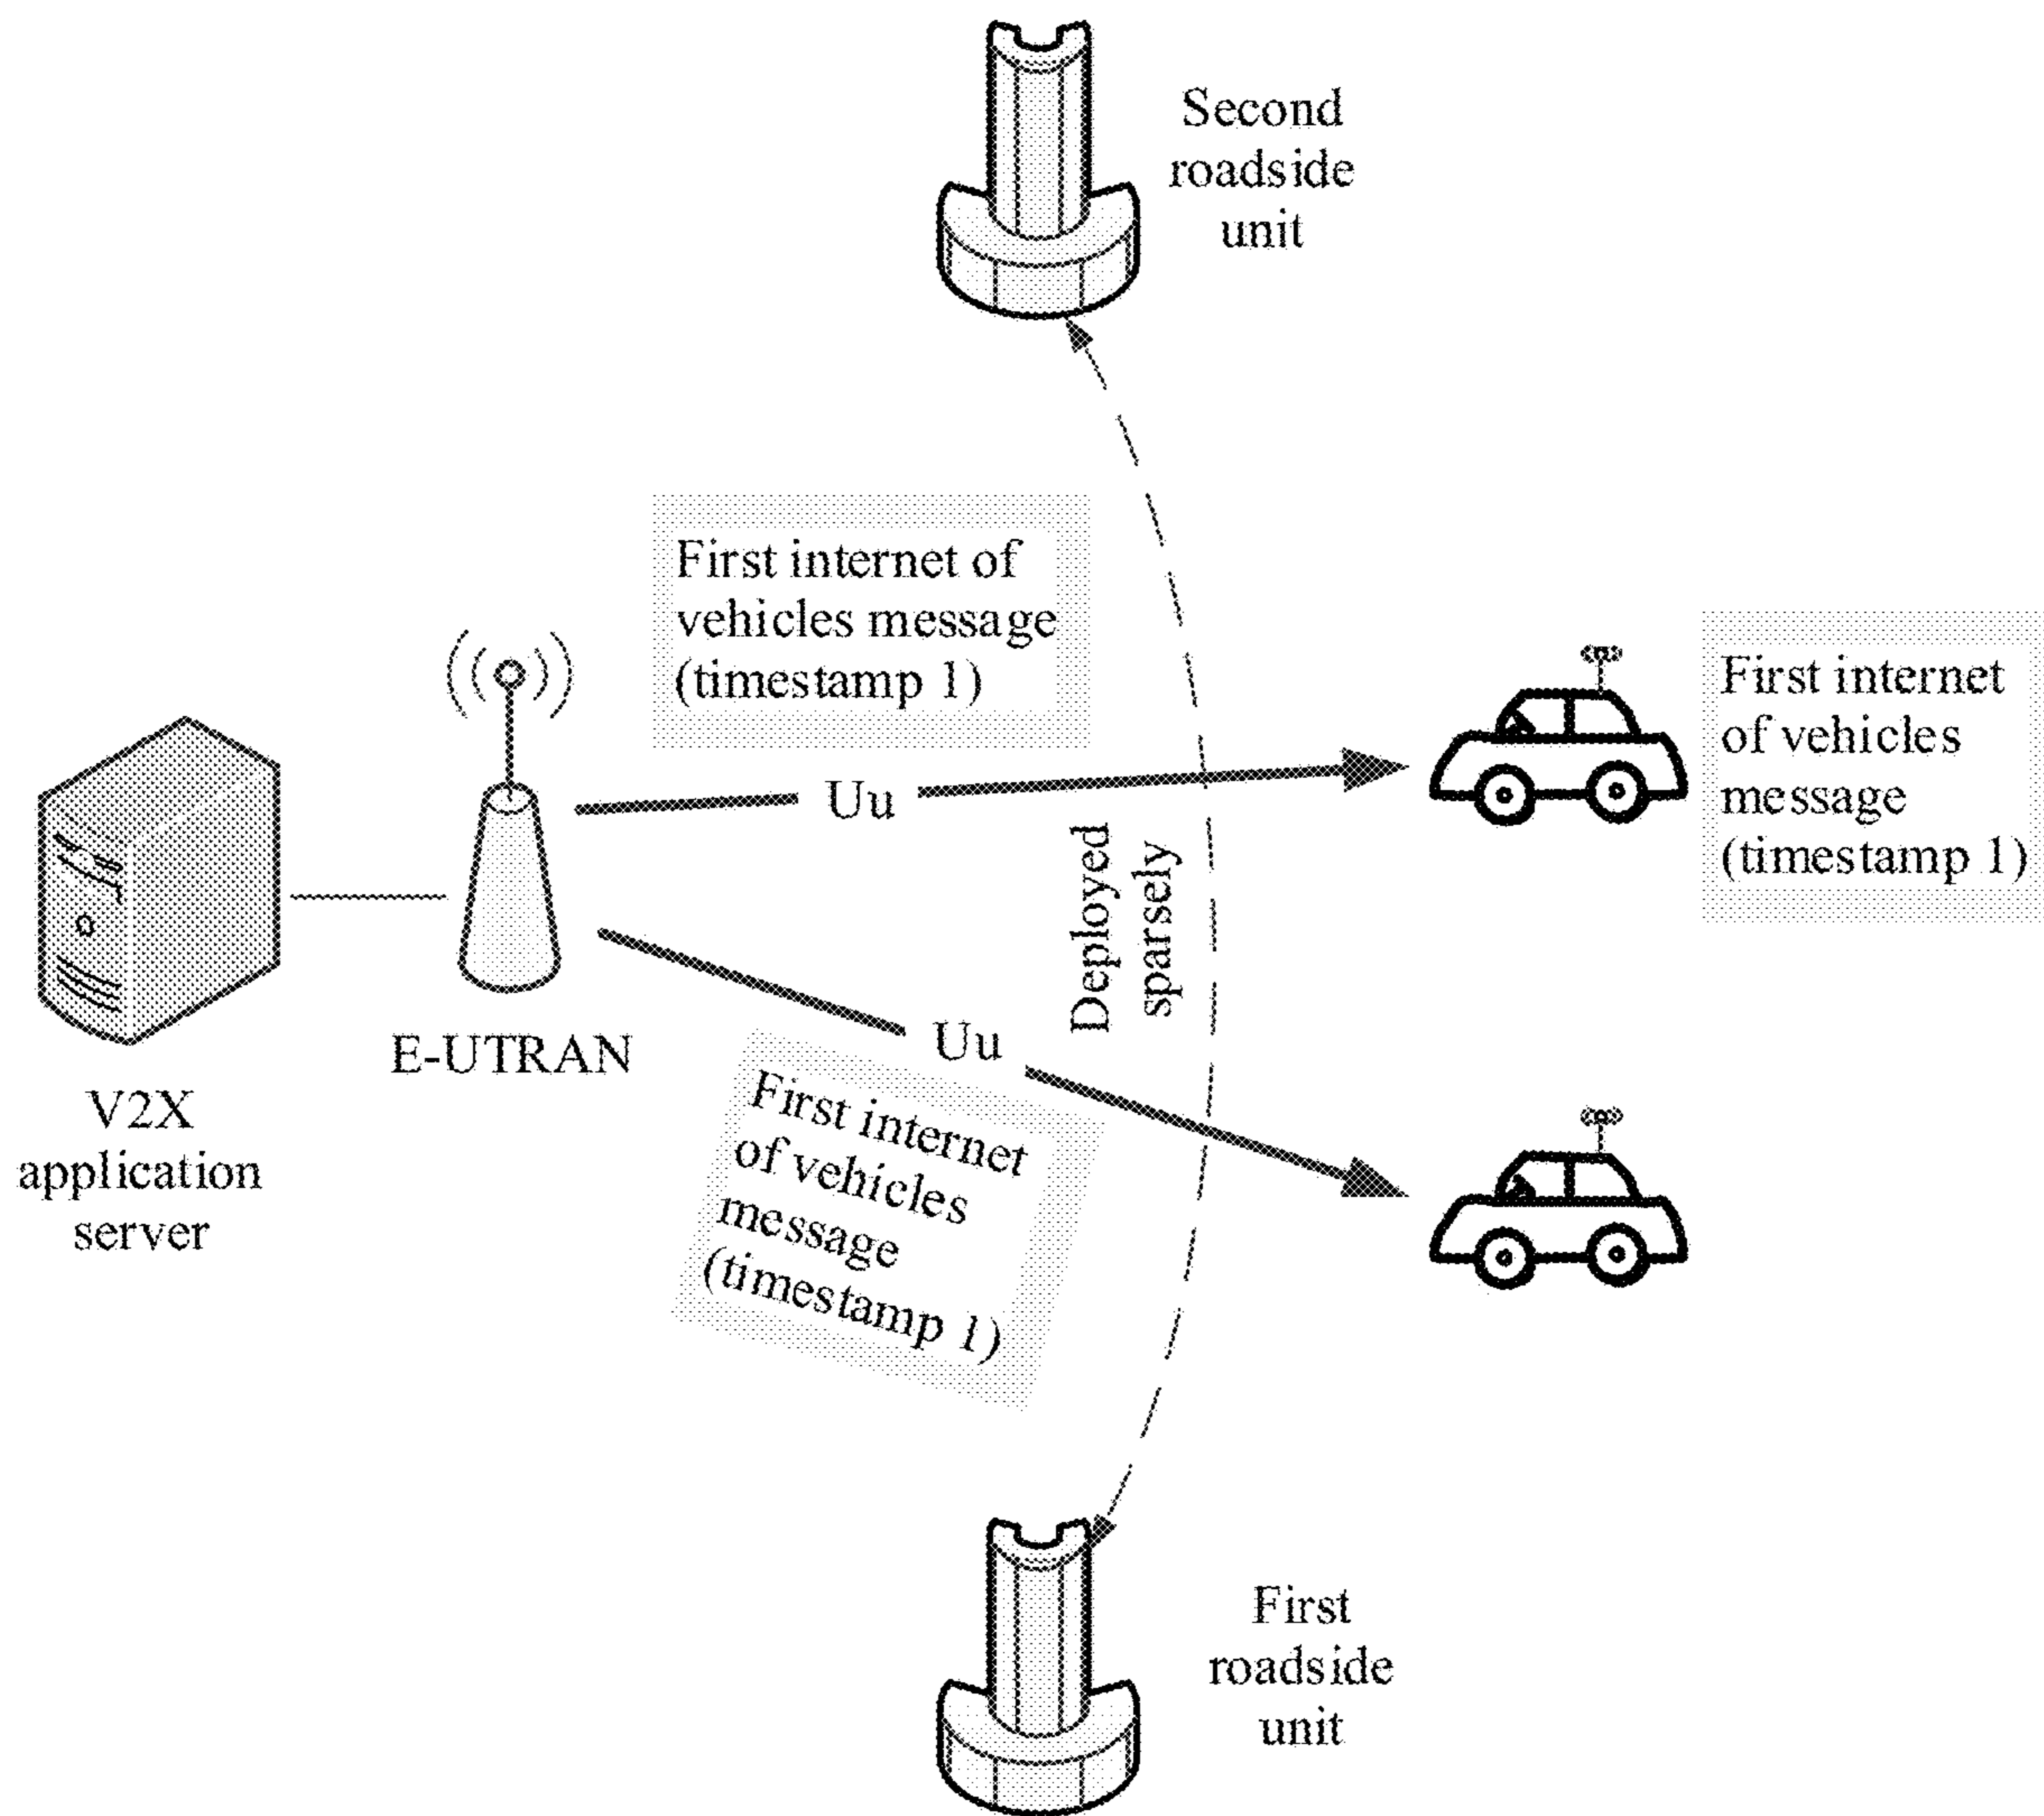 Second
roadside
unit
First internet of
vehicles message
(timestamp 1)
First internet
of vehicles
message
(timestamp 1)
Uu
Deployed
sparsely
E-UTRAN
V2X
application
server
Uu
First internet
of vehicles
message
(timestamp 1)
First
roadside
unit